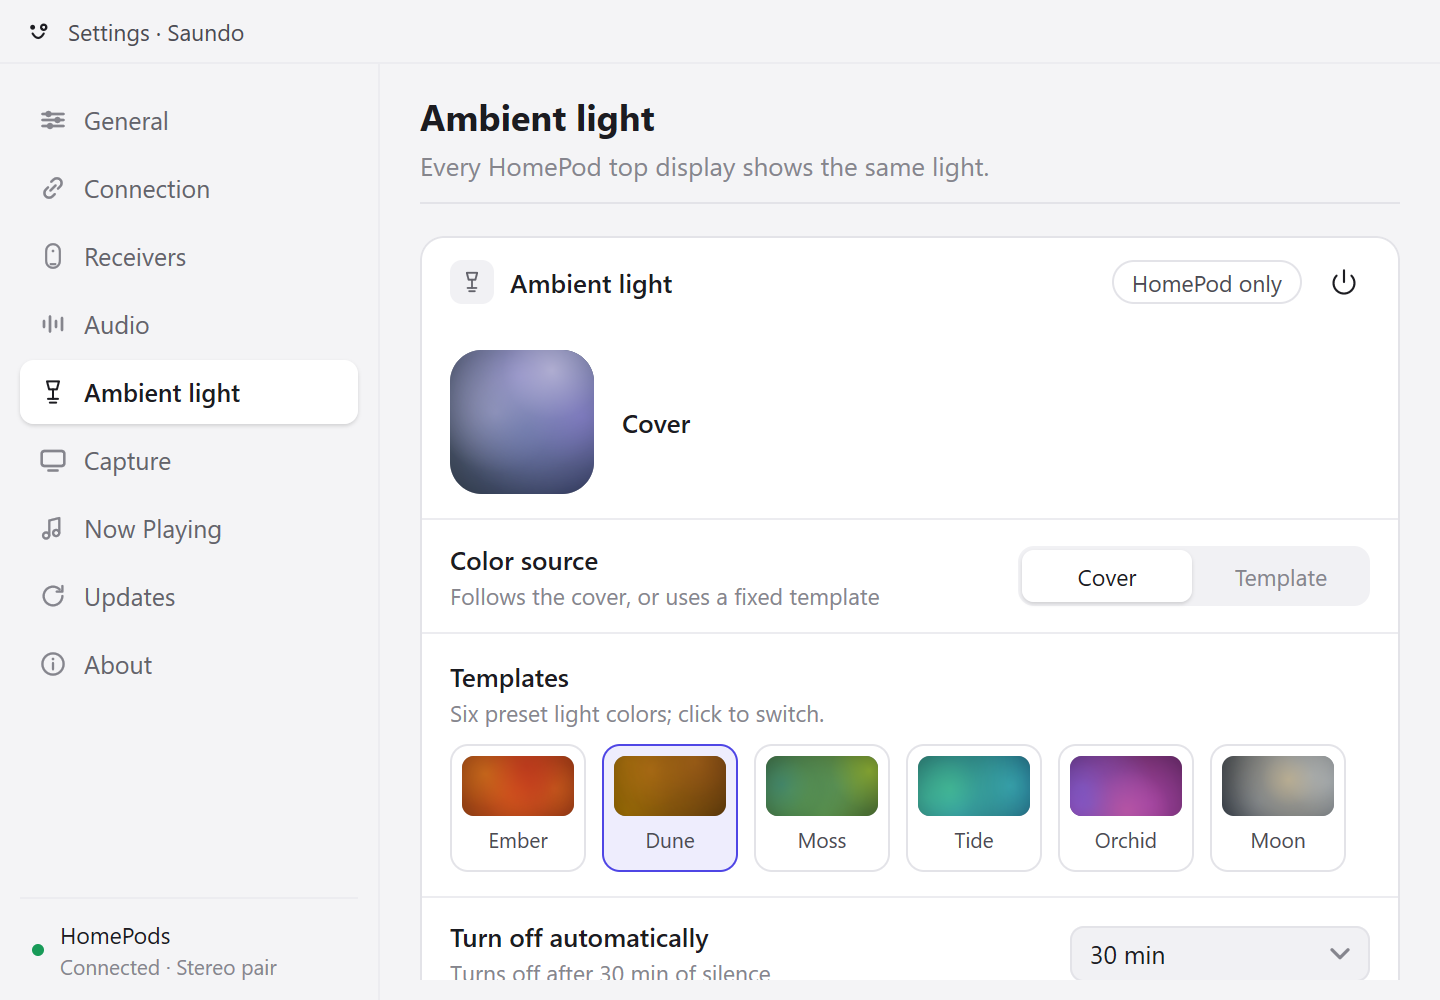 Settings · Saundo
General
Connection
Receivers
Audio
Ambient light
Capture
Now Playing
Updates
About
HomePods
Connected · Stereo pair
Ambient light
Every HomePod top display shows the same light.
Ambient light
HomePod only
Cover
Color source
Follows the cover, or uses a fixed template
Cover
Template
Templates
Six preset light colors; click to switch.
Ember
Dune
Moss
Tide
Orchid
Moon
Turn off automatically
Turns off after 30 min of silence
30 min